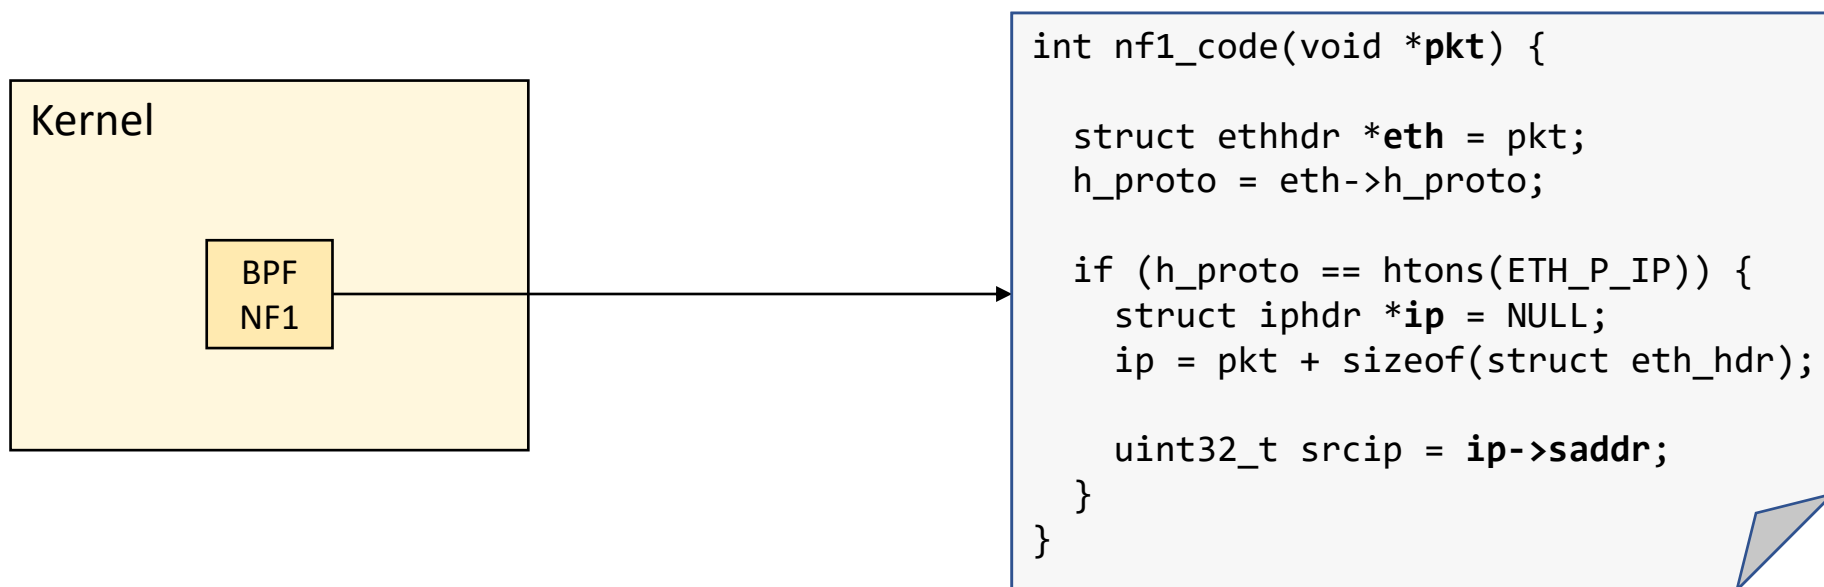 Kernel
BPF
NF1
int nf1_code(void *pkt) {
struct ethhdr *eth = pkt;
h_proto = eth->h_proto;
if (h_proto == htons(ETH_P_IP)) {
struct iphdr *ip = NULL;
ip = pkt + sizeof(struct eth_hdr);
uint32_t srcip = ip->saddr;
}
}